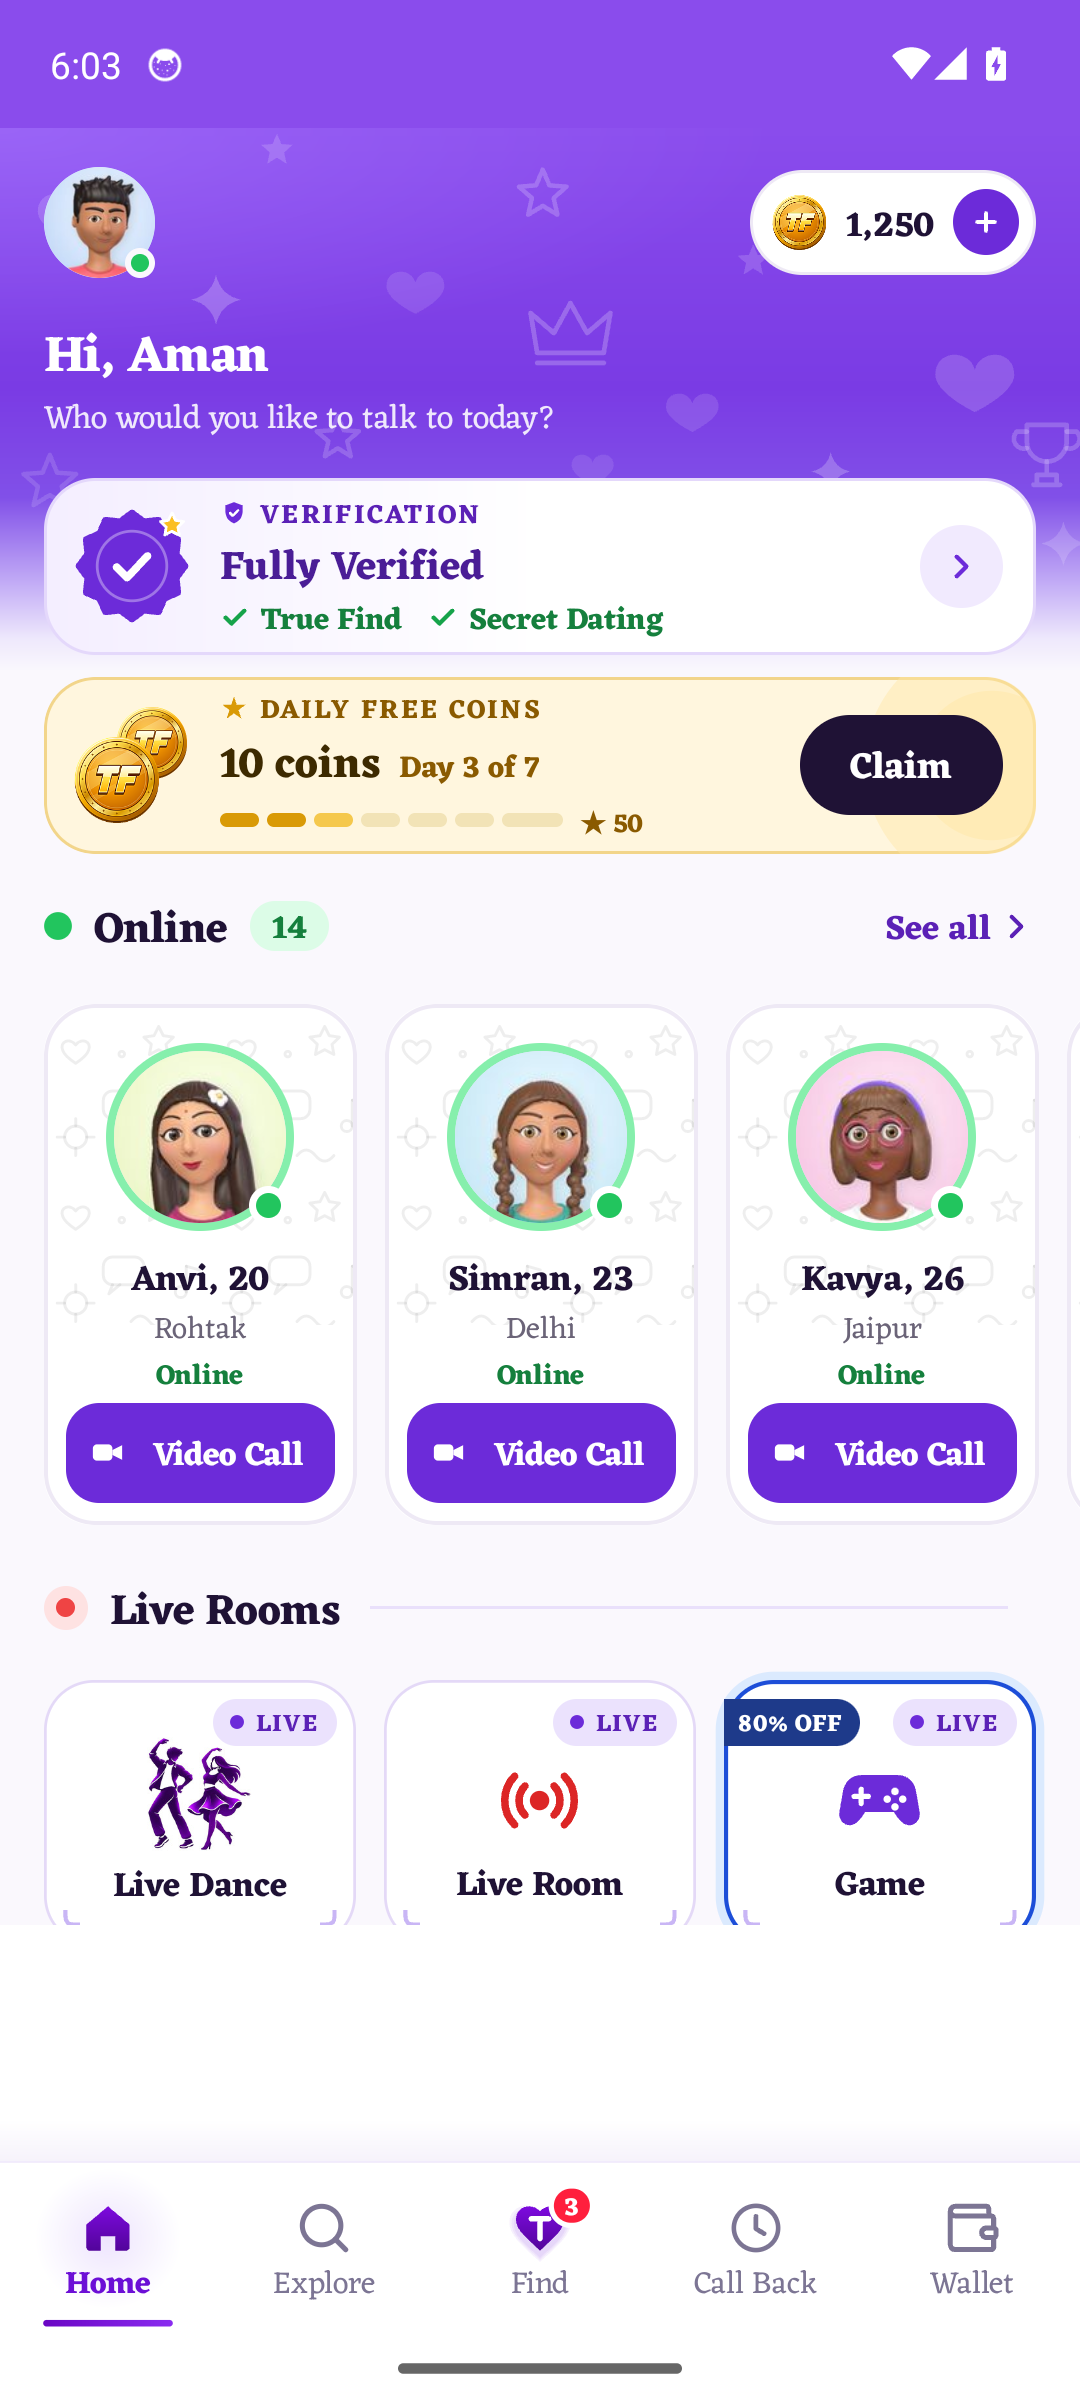 6:03
TF 1,250
Hi, Aman
Who would you like to talk to today?
VERIFICATION
Fully Verified
True Find Secret Dating
DAILY FREE COINS
TF TF
10 coins Day 3 of 7
Claim
50
Online 14
See all
Anvi, 20
Rohtak
Online
Video Call
Simran, 23
Delhi
Online
Video Call
Kavya, 26
Jaipur
Online
Video Call
Live Rooms
LIVE
Live Dance
LIVE
Live Room
80% OFF LIVE
Game
Home
Explore
T 3
Find
Call Back
Wallet